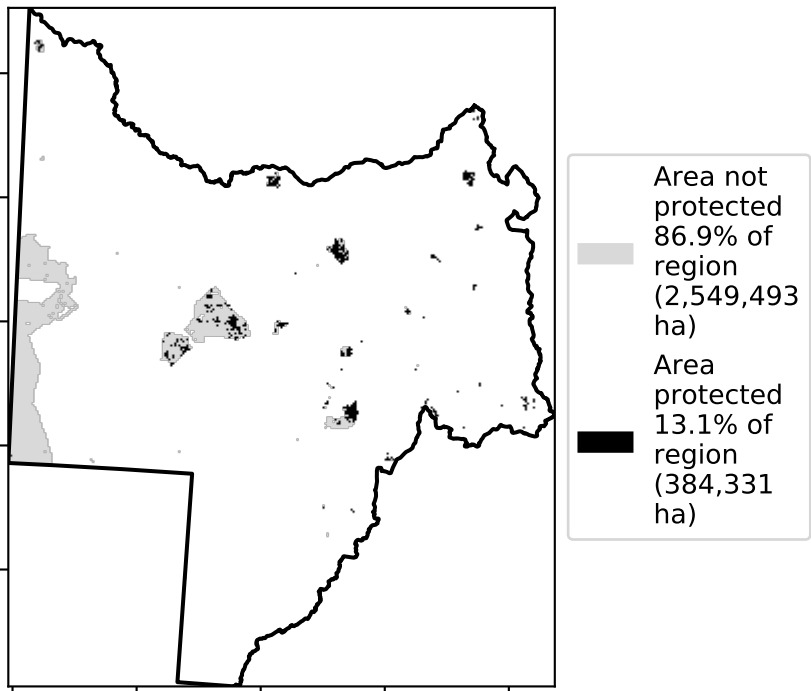 Area not
protected
86.9% of
region
(2,549,493
ha)
Area
protected
13.1% of
region
(384,331
ha)